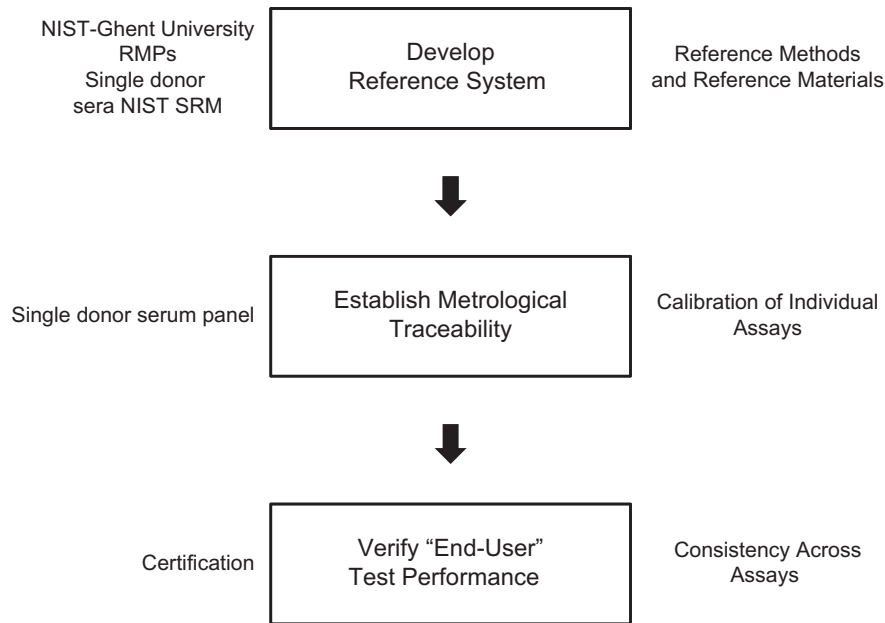 NIST-Ghent University
RMPs
Single donor
sera NIST SRM
Develop
Reference System
Reference Methods
and Reference Materials
Single donor serum panel
Establish Metrological
Traceability
Calibration of Individual
Assays
Certification
Verify “End-User”
Test Performance
Consistency Across
Assays